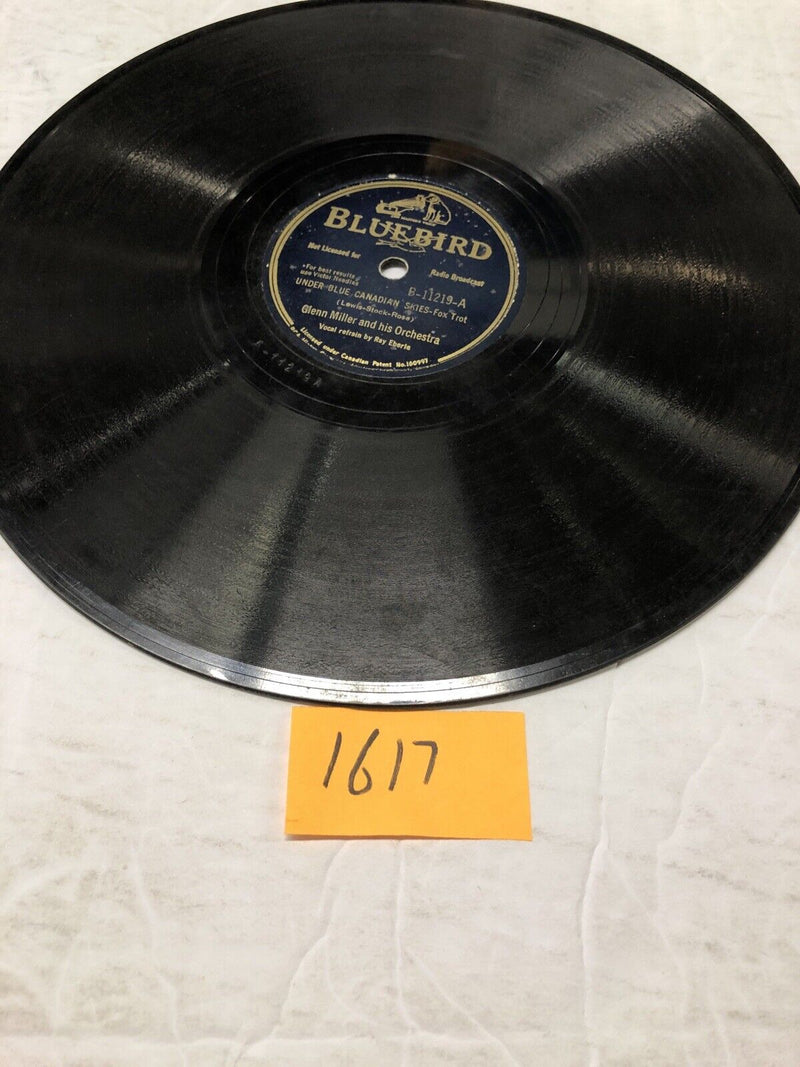 BLUEBIRD
Not Licensed for
Radio Broadcast
•For best results
use Victor Needles
B-11219-A
UNDER BLUE CANADIAN SKIES-Fox Trot
(Lewis-Stock-Rose)
Glenn Miller and his Orchestra
Vocal refrain by Ray Eberle
Licensed under Canadian Patent No.100997
1617